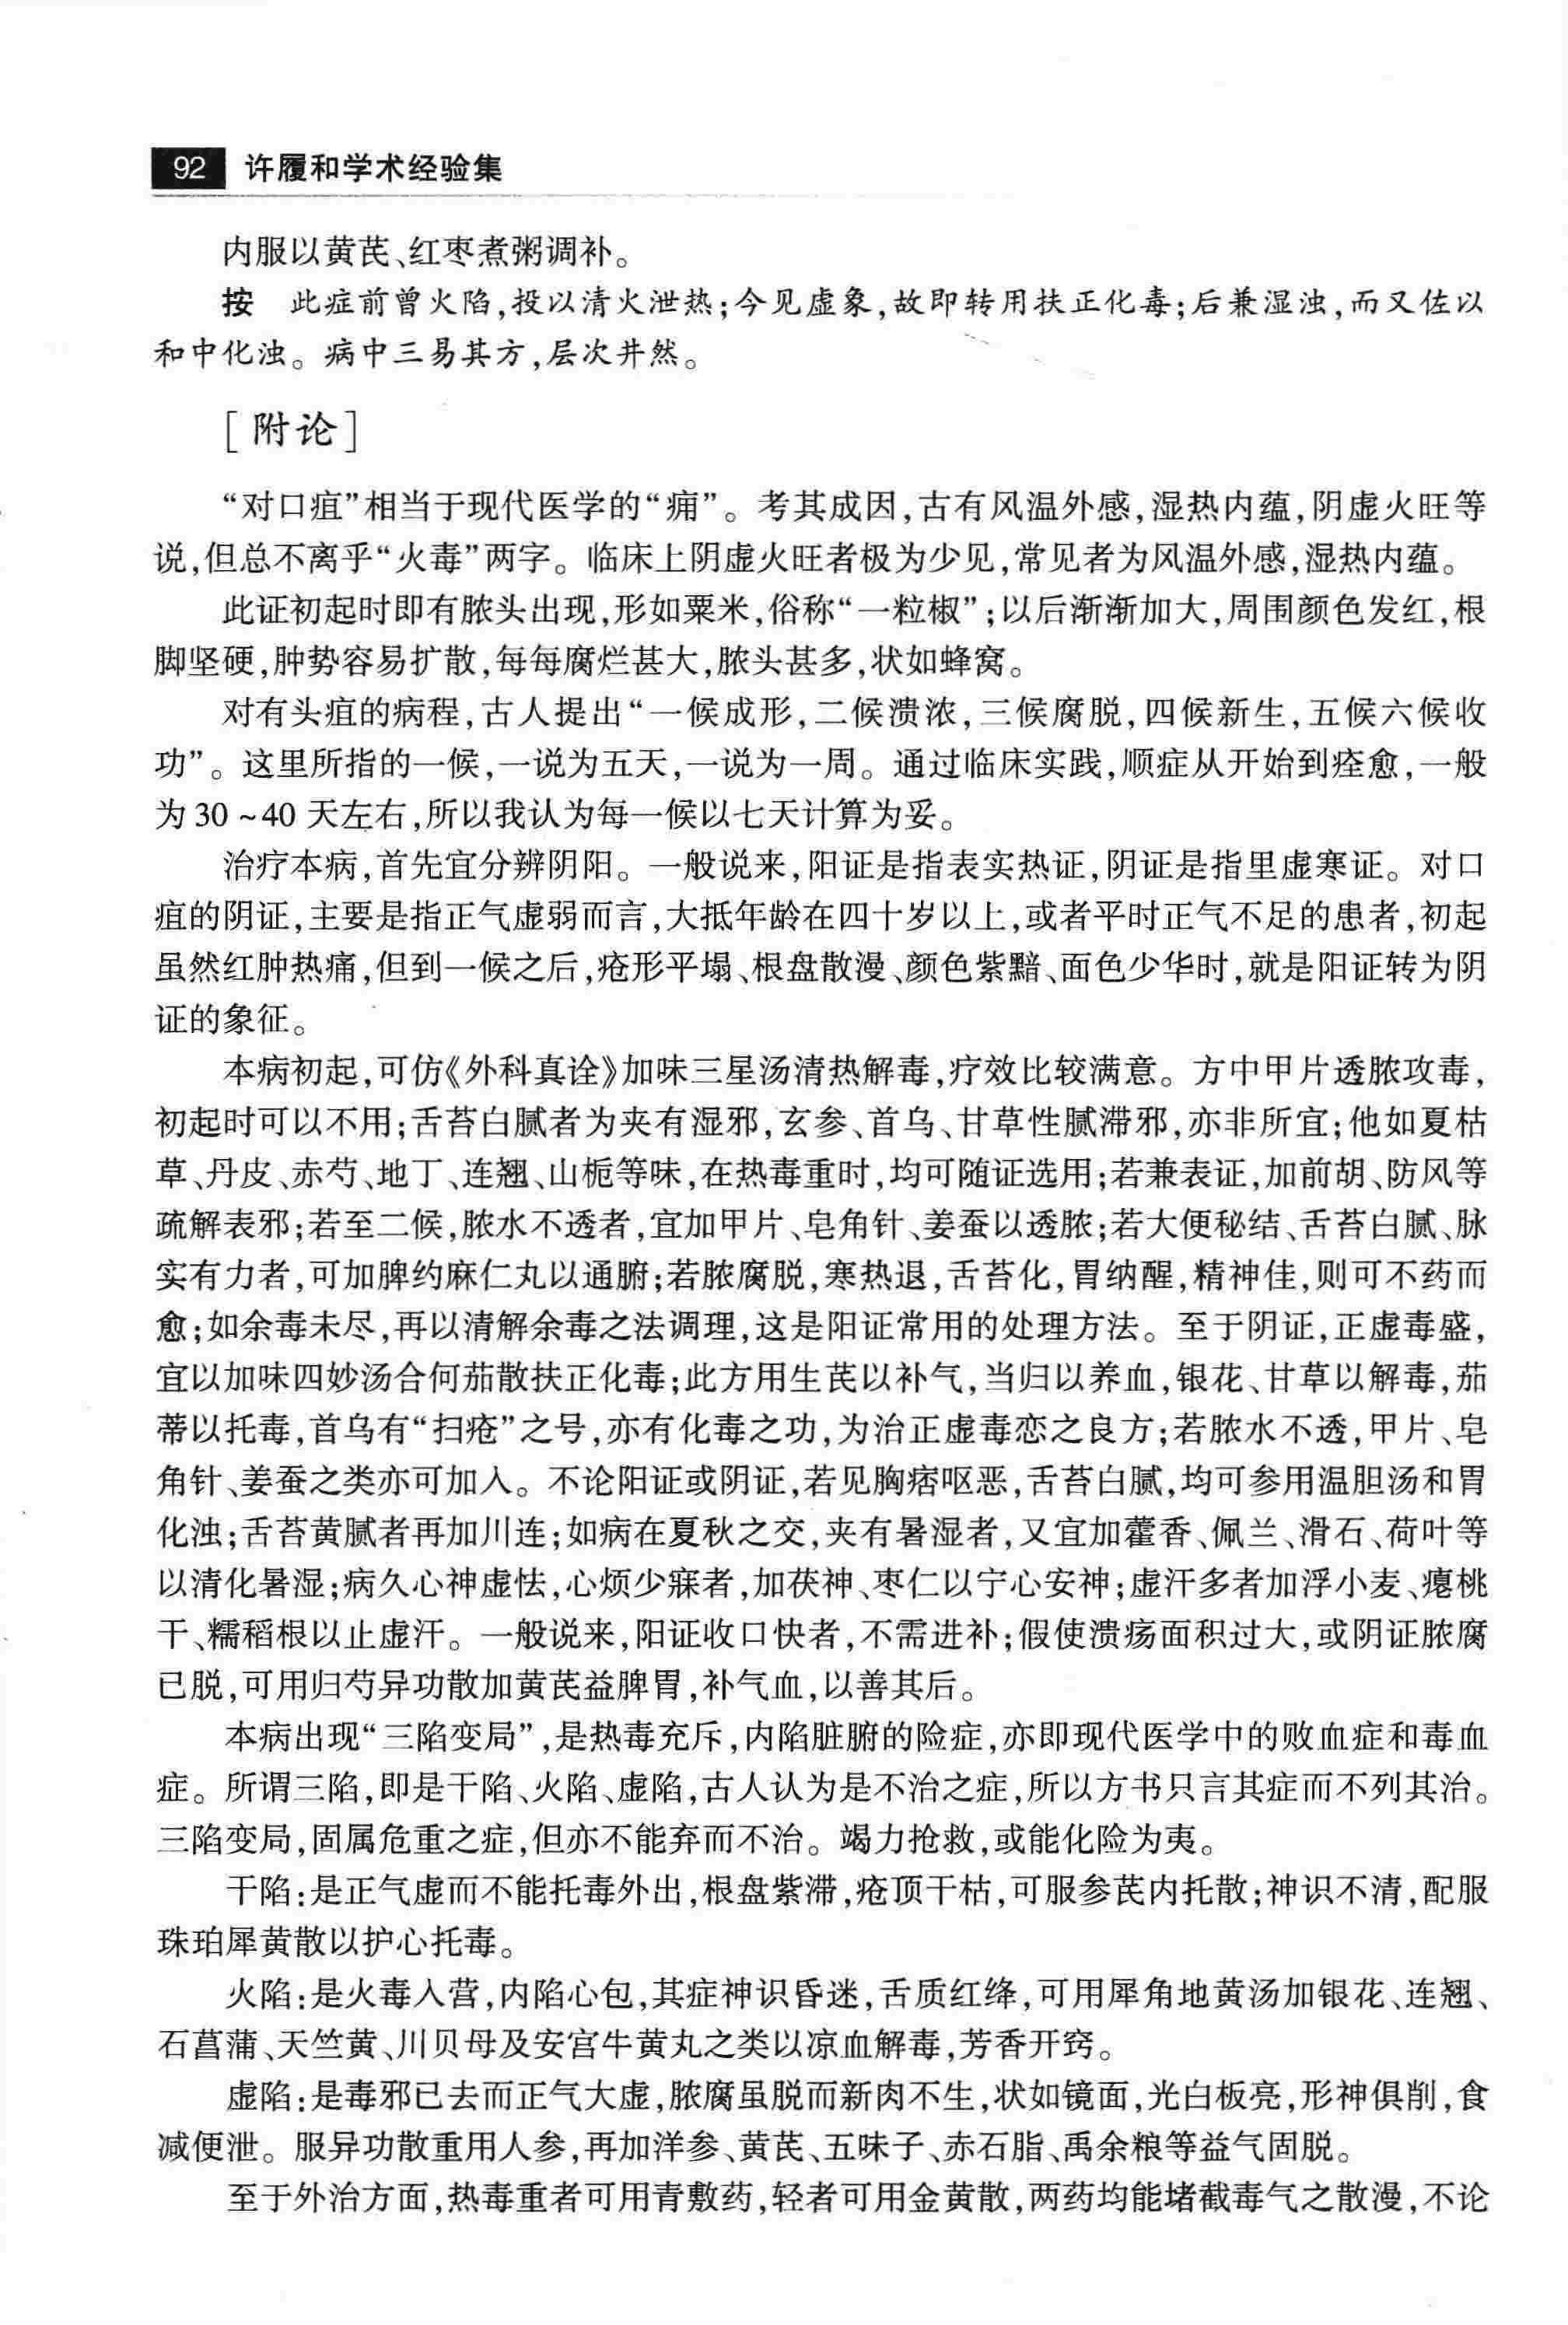 92 许履和学术经验集
内服以黄芪、红枣煮粥调补。
按 此症前曾火陷,投以清火泄热;今见虚象,故即转用扶正化毒;后兼湿浊,而又佐以
和中化浊。病中三易其方,层次井然。
[附论]
“对口疽”相当于现代医学的“痈”。考其成因,古有风温外感,湿热内蕴,阴虚火旺等
说,但总不离乎“火毒”两字。临床上阴虚火旺者极为少见,常见者为风温外感,湿热内蕴。
此证初起时即有脓头出现,形如粟米,俗称“一粒椒”;以后渐渐加大,周围颜色发红,根
脚坚硬,肿势容易扩散,每每腐烂甚大,脓头甚多,状如蜂窝。
对有头疽的病程,古人提出“一候成形,二候溃浓,三候腐脱,四候新生,五候六候收
功”。这里所指的一候,一说为五天,一说为一周。通过临床实践,顺症从开始到痊愈,一般
为30~40天左右,所以我认为每一候以七天计算为妥。
治疗本病,首先宜分辨阴阳。一般说来,阳证是指表实热证,阴证是指里虚寒证。对口
疽的阴证,主要是指正气虚弱而言,大抵年龄在四十岁以上,或者平时正气不足的患者,初起
虽然红肿热痛,但到一候之后,疮形平塌、根盘散漫、颜色紫黯、面色少华时,就是阳证转为阴
证的象征。
本病初起,可仿《外科真诠》加味三星汤清热解毒,疗效比较满意。方中甲片透脓攻毒,
初起时可以不用;舌苔白腻者为夹有湿邪,玄参、首乌、甘草性腻滞邪,亦非所宜;他如夏枯
草、丹皮、赤芍、地丁、连翘、山栀等味,在热毒重时,均可随证选用;若兼表证,加前胡、防风等
疏解表邪;若至二候,脓水不透者,宜加甲片、皂角针、姜蚕以透脓;若大便秘结、舌苔白腻、脉
实有力者,可加脾约麻仁丸以通腑;若脓腐脱,寒热退,舌苔化,胃纳醒,精神佳,则可不药而
愈;如余毒未尽,再以清解余毒之法调理,这是阳证常用的处理方法。至于阴证,正虚毒盛,
宜以加味四妙汤合何茄散扶正化毒;此方用生芪以补气,当归以养血,银花、甘草以解毒,茄
蒂以托毒,首乌有“扫疮”之号,亦有化毒之功,为治正虚毒恋之良方;若脓水不透,甲片、皂
角针、姜蚕之类亦可加入。不论阳证或阴证,若见胸痞呕恶,舌苔白腻,均可参用温胆汤和胃
化浊;舌苔黄腻者再加川连;如病在夏秋之交,夹有暑湿者,又宜加藿香、佩兰、滑石、荷叶等
以清化暑湿;病久心神虚怯,心烦少寐者,加茯神、枣仁以宁心安神;虚汗多者加浮小麦、瘪桃
干、糯稻根以止虚汗。一般说来,阳证收口快者,不需进补;假使溃疡面积过大,或阴证脓腐
已脱,可用归芍异功散加黄芪益脾胃,补气血,以善其后。
本病出现“三陷变局”,是热毒充斥,内陷脏腑的险症,亦即现代医学中的败血症和毒血
症。所谓三陷,即是干陷、火陷、虚陷,古人认为是不治之症,所以方书只言其症而不列其治。
三陷变局,固属危重之症,但亦不能弃而不治。竭力抢救,或能化险为夷。
干陷:是正气虚而不能托毒外出,根盘紫滞,疮顶干枯,可服参芪内托散;神识不清,配服
珠珀犀黄散以护心托毒。
火陷:是火毒入营,内陷心包,其症神识昏迷,舌质红绛,可用犀角地黄汤加银花、连翘、
石菖蒲、天竺黄、川贝母及安宫牛黄丸之类以凉血解毒,芳香开窍。
虚陷:是毒邪已去而正气大虚,脓腐虽脱而新肉不生,状如镜面,光白板亮,形神俱削,食
减便泄。服异功散重用人参,再加洋参、黄芪、五味子、赤石脂、禹余粮等益气固脱。
至于外治方面,热毒重者可用青敷药,轻者可用金黄散,两药均能堵截毒气之散漫,不论